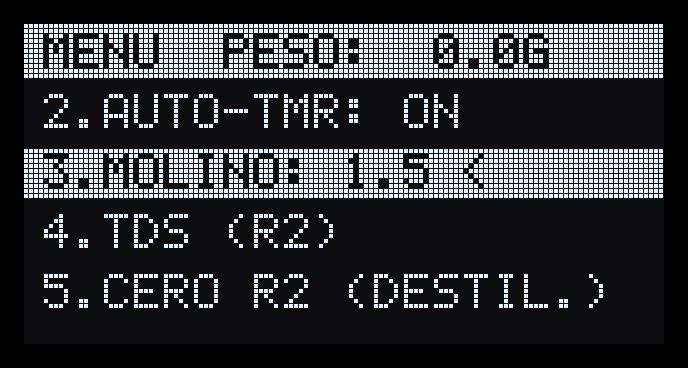 MENU PESO: 0.0G
2.AUTO-TMR: ON
3.MOLINO: 1.5 <
4.TDS (R2)
5.CERO R2 (DESTIL.)